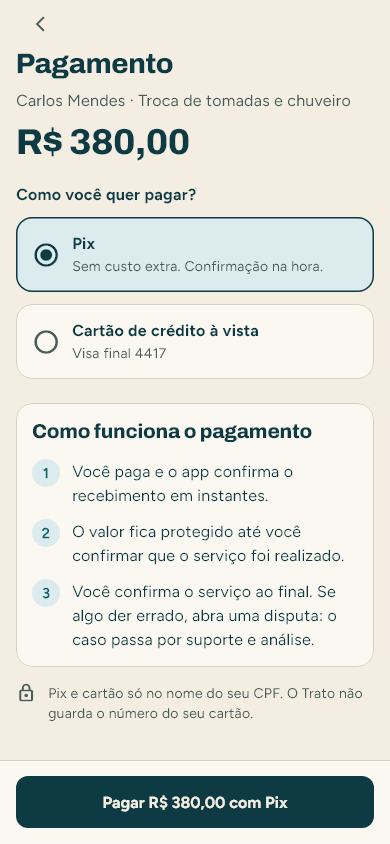 Pagamento
Carlos Mendes · Troca de tomadas e chuveiro
R$ 380,00
Como você quer pagar?
Pix
Sem custo extra. Confirmação na hora.
Cartão de crédito à vista
Visa final 4417
Como funciona o pagamento
1 Você paga e o app confirma o
recebimento em instantes.
2 O valor fica protegido até você
confirmar que o serviço foi realizado.
3 Você confirma o serviço ao final. Se
algo der errado, abra uma disputa: o
caso passa por suporte e análise.
Pix e cartão só no nome do seu CPF. O Trato não
guarda o número do seu cartão.
Pagar R$ 380,00 com Pix